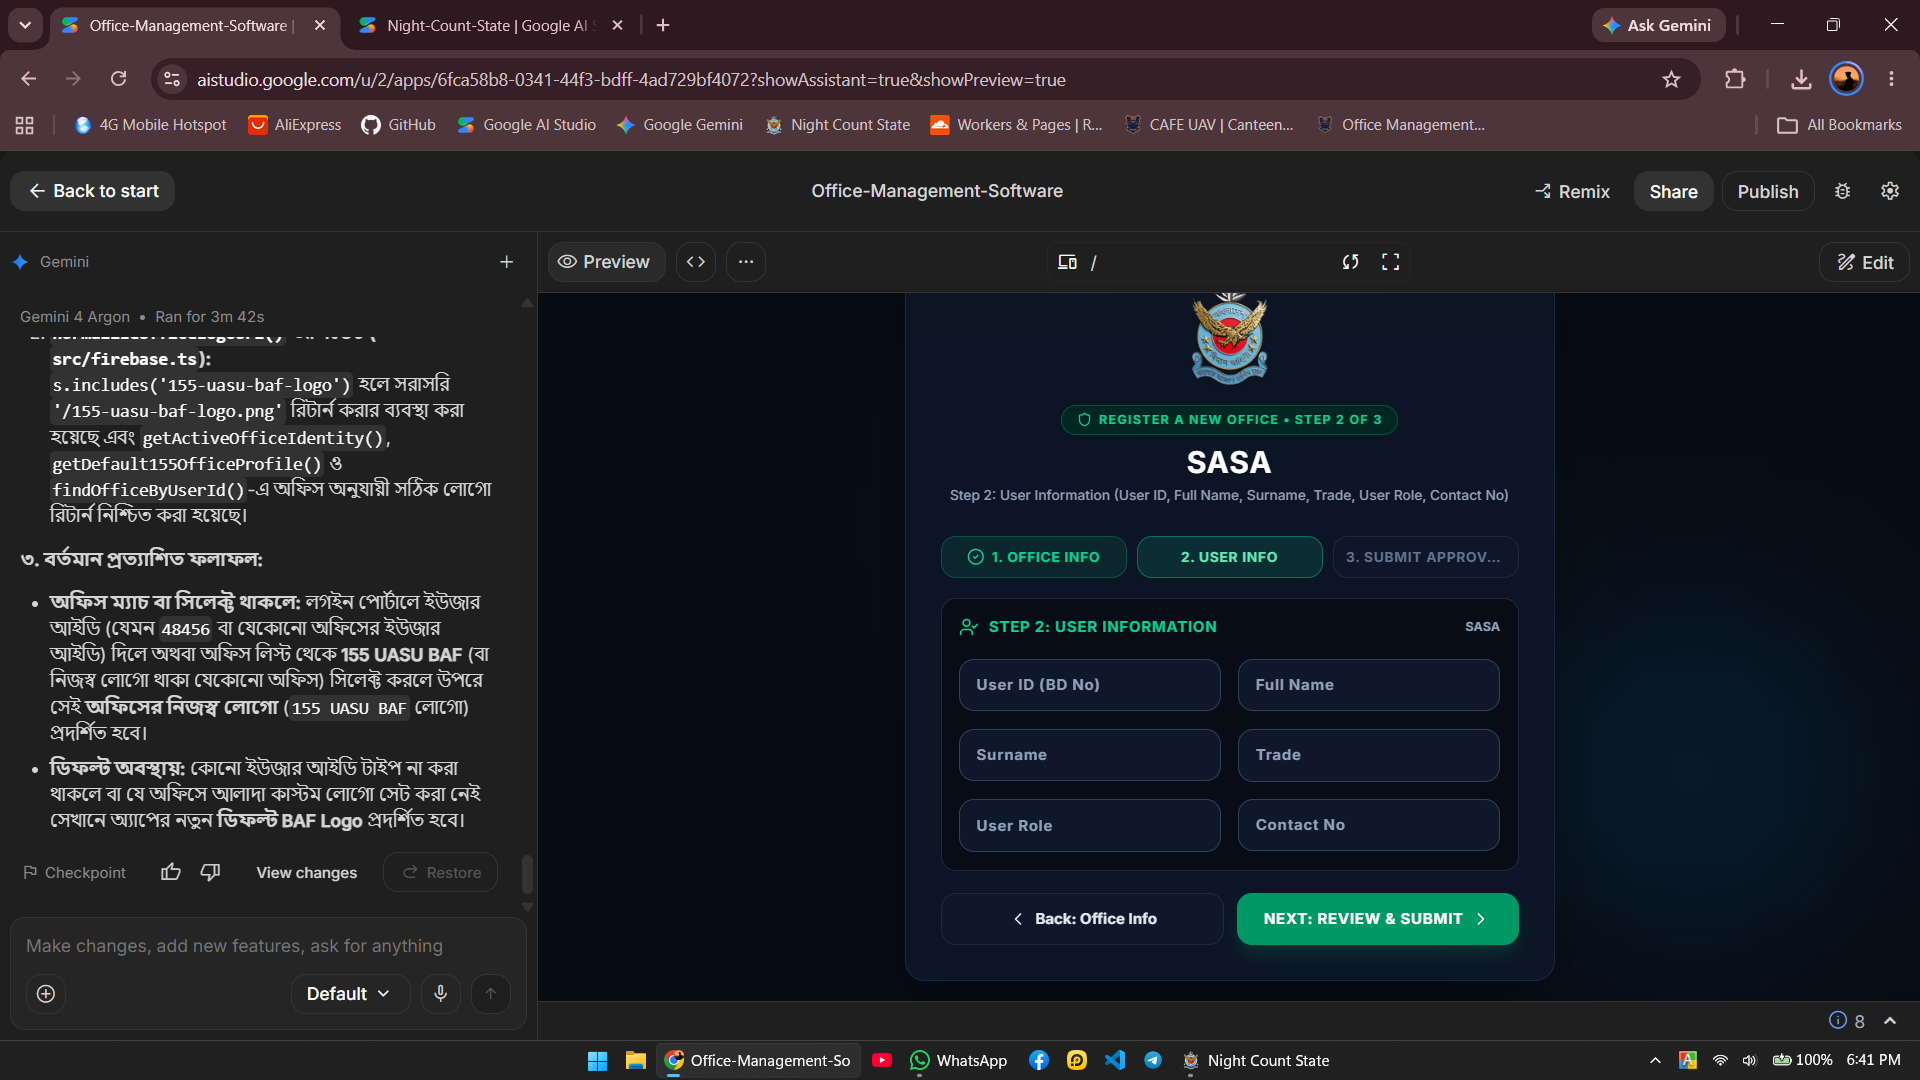 Office-Management-Software |
Night-Count-State | Google AI S
Ask Gemini
aistudio.google.com/u/2/apps/6fca58b8-0341-44f3-bdff-4ad729bf4072?showAssistant=true&showPreview=true
4G Mobile Hotspot
AliExpress
GitHub
Google AI Studio
Google Gemini
Night Count State
Workers & Pages | R...
CAFE UAV | Canteen...
Office Management...
All Bookmarks
Back to start
Office-Management-Software
Remix
Share
Publish
Gemini
Preview
/
Edit
Gemini 4 Argon • Ran for 3m 42s
src/firebase.ts):
s.includes('155-uasu-baf-logo') হলে সরাসরি
'/155-uasu-baf-logo.png' রিটার্ন করার ব্যবস্থা করা
হয়েছে এবং getActiveOfficeIdentity(),
getDefault155OfficeProfile() ও
findOfficeByUserId()-এ অফিস অনুযায়ী সঠিক লোগো
রিটার্ন নিশ্চিত করা হয়েছে।
৩. বর্তমান প্রত্যাশিত ফলাফল:
• অফিস ম্যাচ বা সিলেক্ট থাকলে: লগইন পোর্টালে ইউজার
আইডি (যেমন 48456 বা যেকোনো অফিসের ইউজার
আইডি) দিলে অথবা অফিস লিস্ট থেকে 155 UASU BAF (বা
নিজস্ব লোগো থাকা যেকোনো অফিস) সিলেক্ট করলে উপরে
সেই অফিসের নিজস্ব লোগো (155 UASU BAF লোগো)
প্রদর্শিত হবে।
• ডিফল্ট অবস্থায়: কোনো ইউজার আইডি টাইপ না করা
থাকলে বা যে অফিসে আলাদা কাস্টম লোগো সেট করা নেই
সেখানে অ্যাপের নতুন ডিফল্ট BAF Logo প্রদর্শিত হবে।
Checkpoint
View changes
Restore
Make changes, add new features, ask for anything
Default
REGISTER A NEW OFFICE • STEP 2 OF 3
SASA
Step 2: User Information (User ID, Full Name, Surname, Trade, User Role, Contact No)
1. OFFICE INFO
2. USER INFO
3. SUBMIT APPROV...
STEP 2: USER INFORMATION
SASA
User ID (BD No)
Full Name
Surname
Trade
User Role
Contact No
Back: Office Info
NEXT: REVIEW & SUBMIT
8
Office-Management-So
WhatsApp
Night Count State
100%
6:41 PM